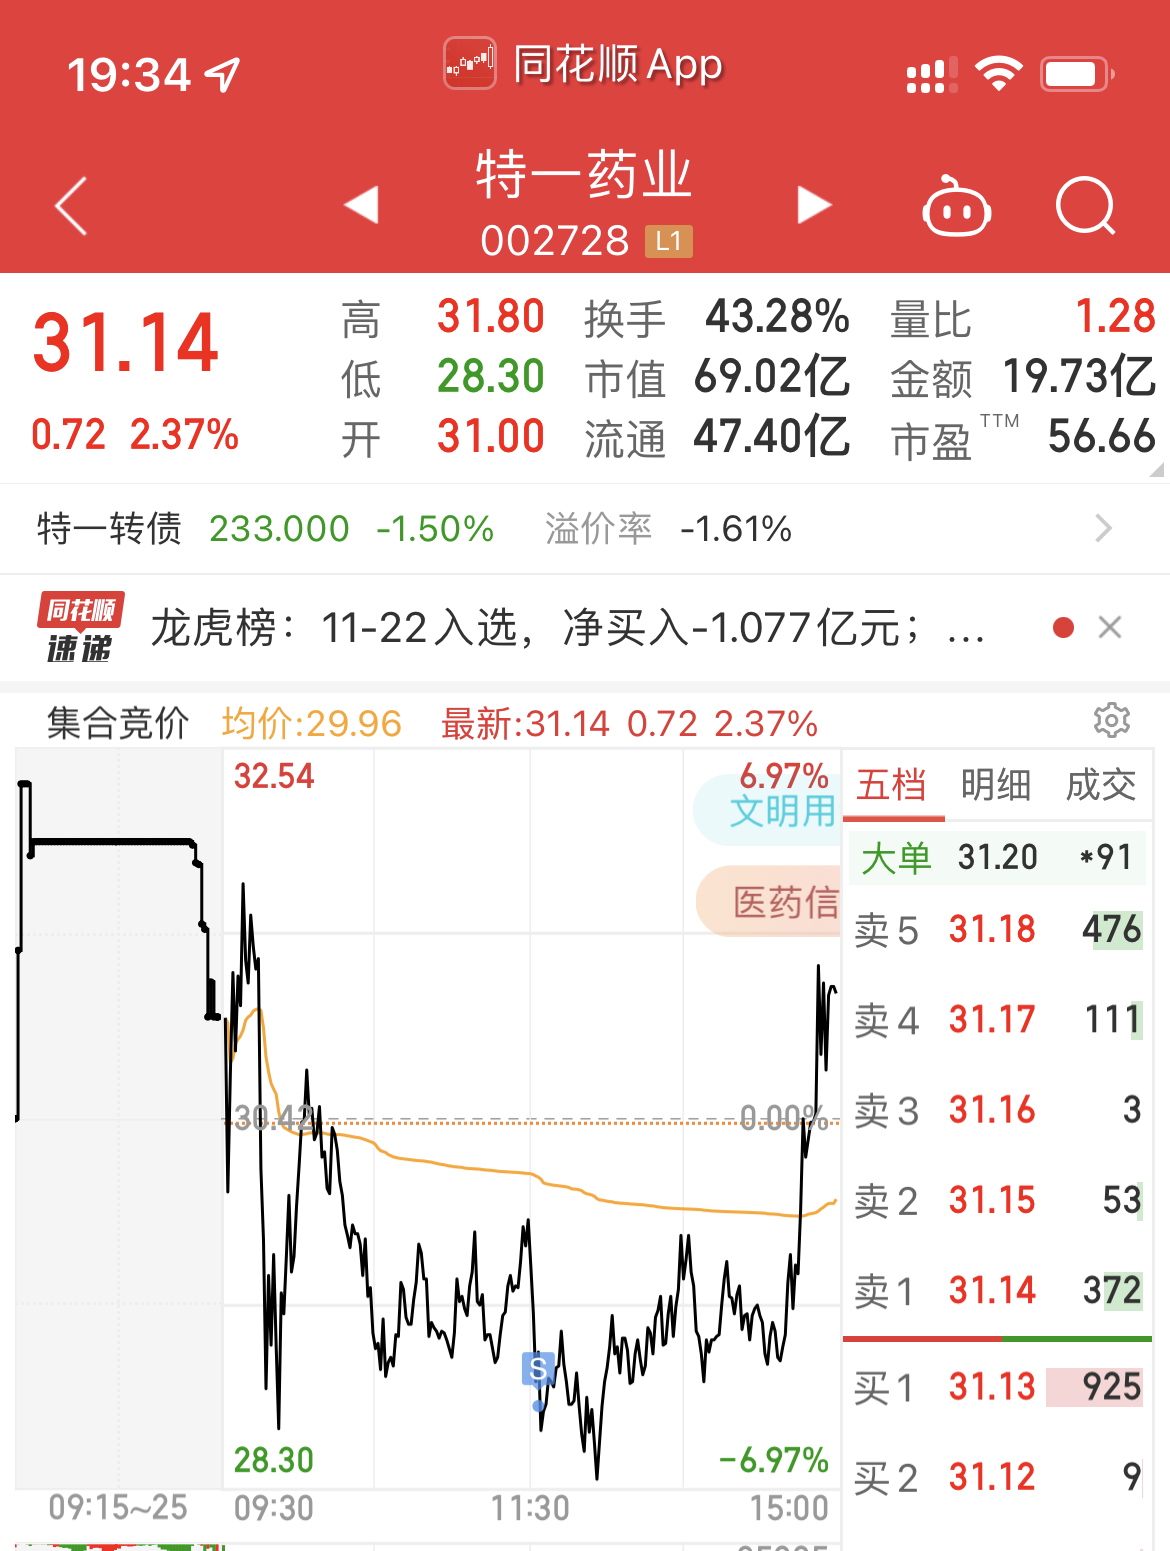 19:34
同花顺 App
特一药业
002728 L1
31.14
0.72 2.37%
高 31.80 换手 43.28% 量比 1.28
低 28.30 市值 69.02亿 金额 19.73亿
开 31.00 流通 47.40亿 市盈 TTM 56.66
特一转债 233.000 -1.50% 溢价率 -1.61%
同花顺
速递
龙虎榜：11-22入选，净买入-1.077亿元；...
集合竞价 均价:29.96 最新:31.14 0.72 2.37%
32.54 6.97%
文明用
医药信
30.42 0.00%
S
28.30 -6.97%
09:15~25 09:30 11:30 15:00
五档 明细 成交
大单 31.20 *91
卖5 31.18 476
卖4 31.17 111
卖3 31.16 3
卖2 31.15 53
卖1 31.14 372
买1 31.13 925
买2 31.12 9